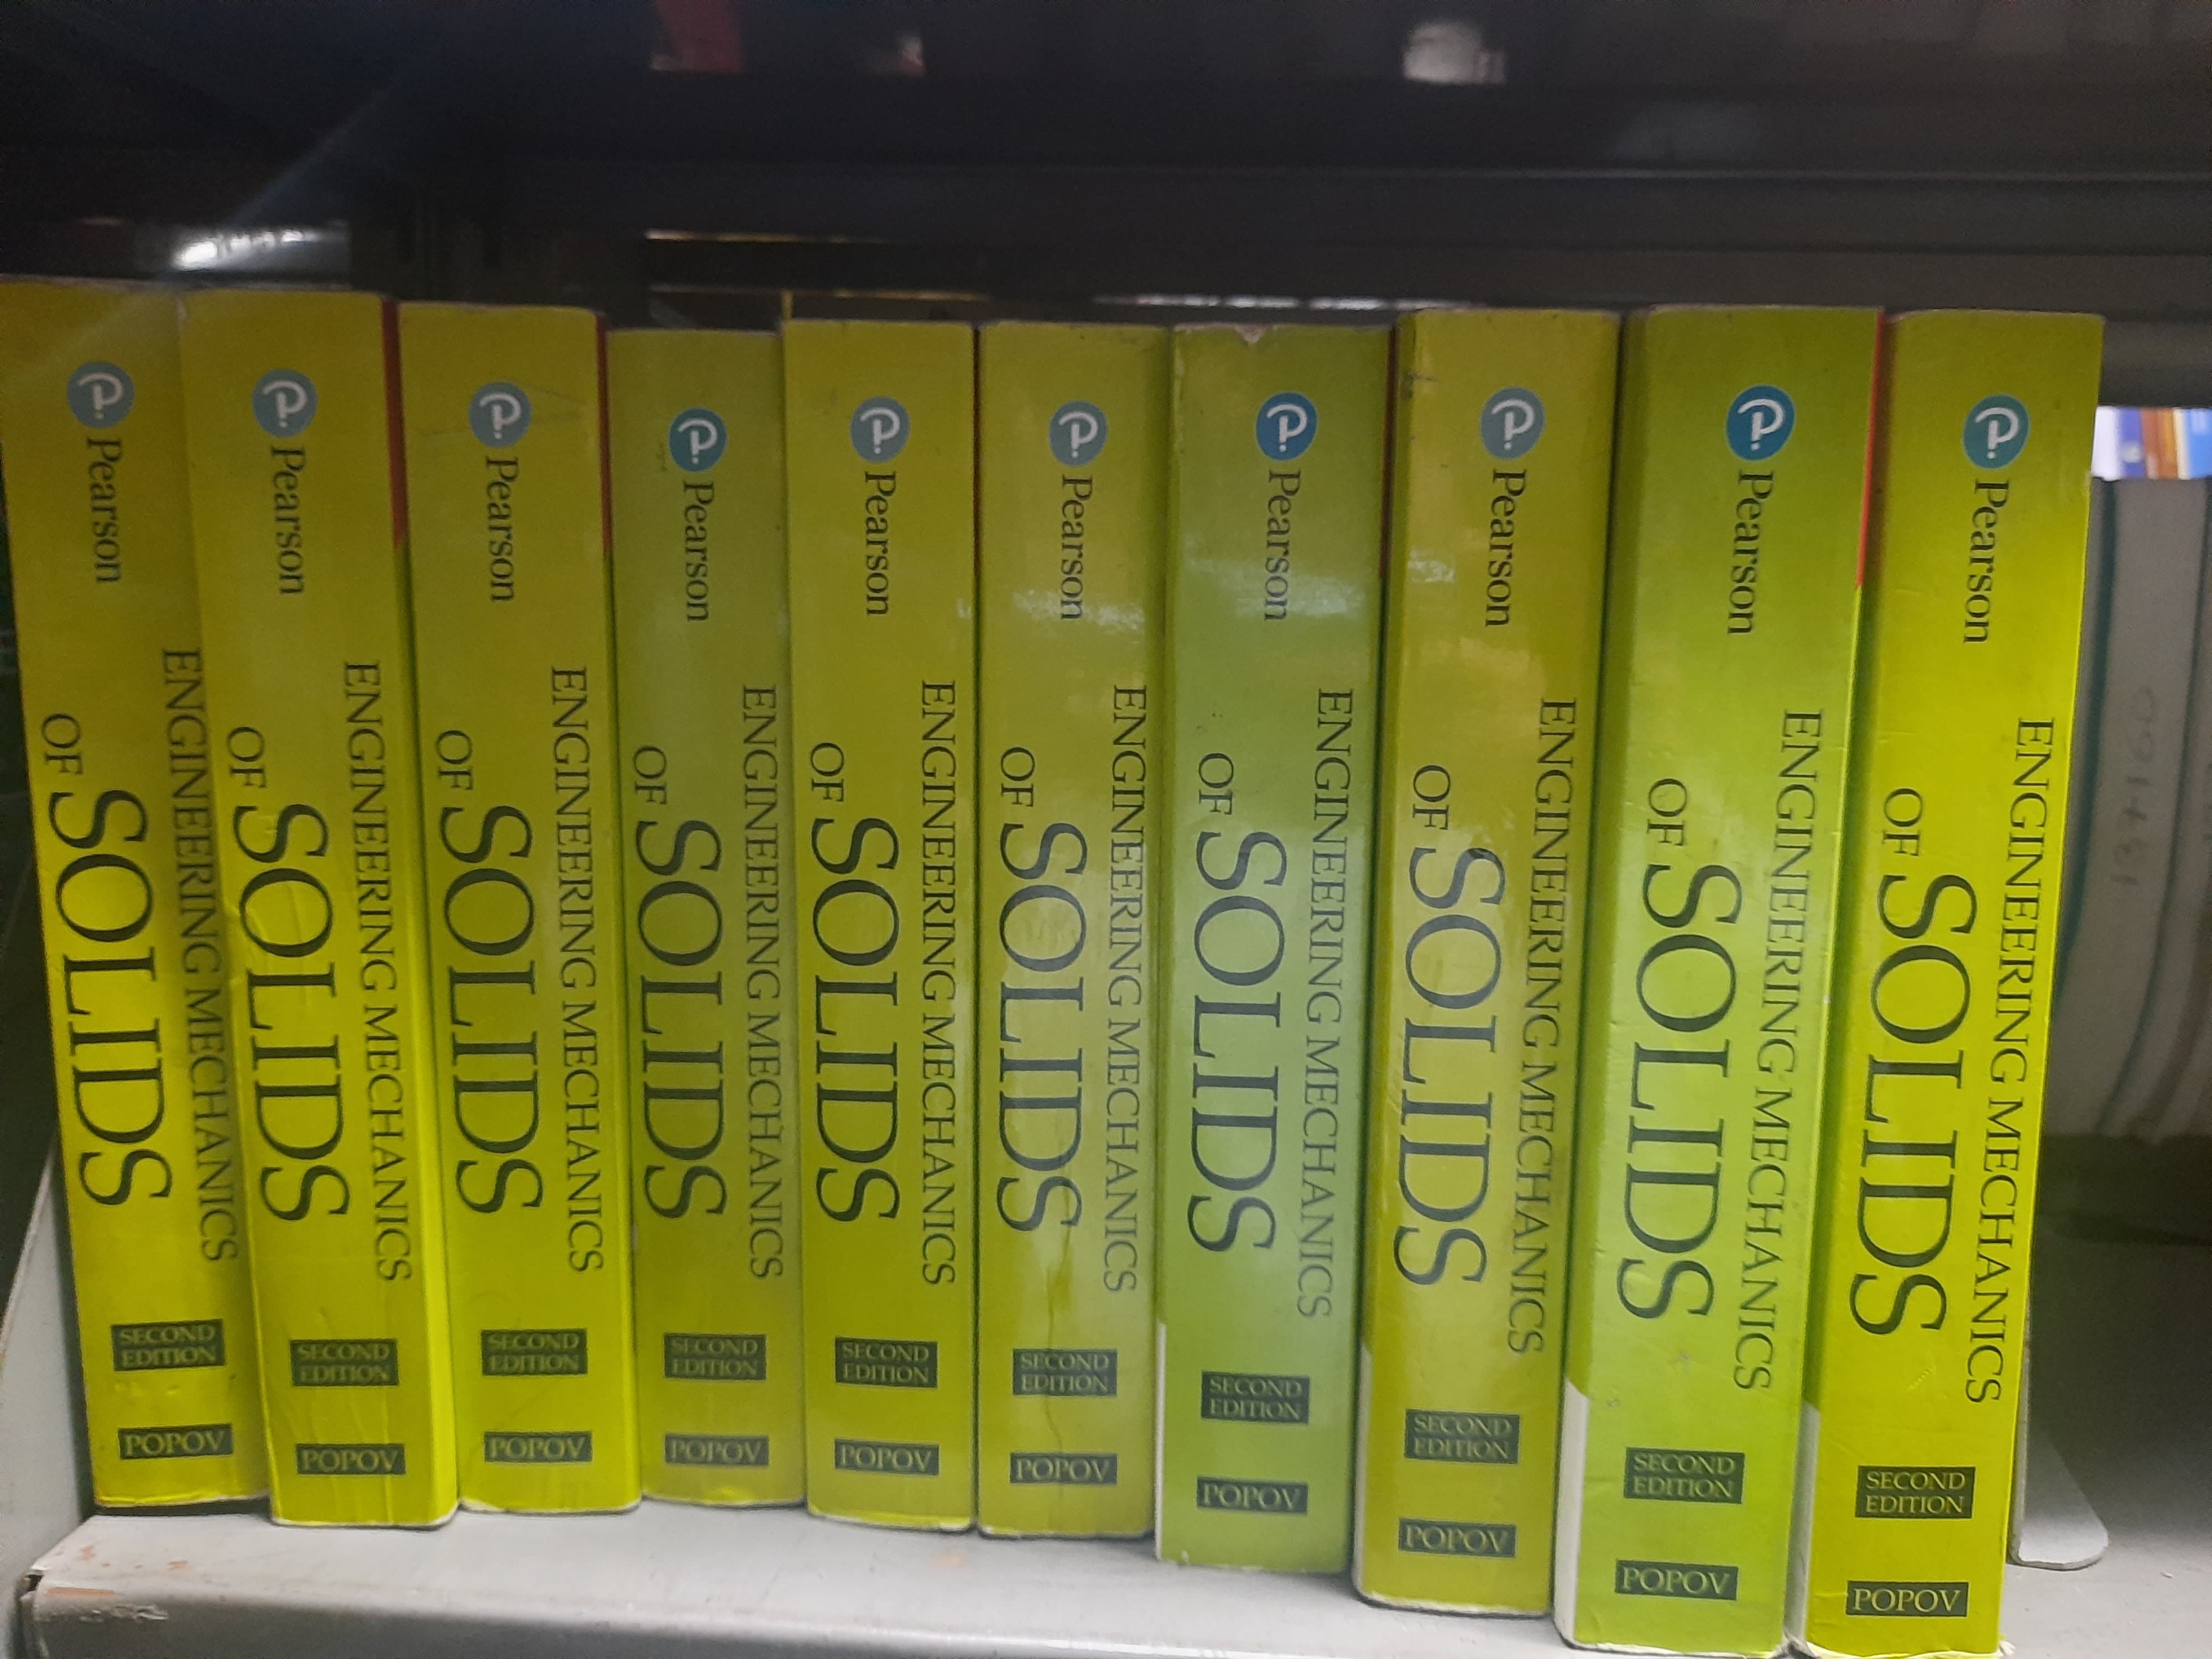 Pearson
ENGINEERING MECHANICS
OF SOLIDS
SECOND
EDITION
POPOV
Pearson
ENGINEERING MECHANICS
OF SOLIDS
SECOND
EDITION
POPOV
Pearson
ENGINEERING MECHANICS
OF SOLIDS
SECOND
EDITION
POPOV
Pearson
ENGINEERING MECHANICS
OF SOLIDS
SECOND
EDITION
POPOV
Pearson
ENGINEERING MECHANICS
OF SOLIDS
SECOND
EDITION
POPOV
Pearson
ENGINEERING MECHANICS
OF SOLIDS
SECOND
EDITION
POPOV
Pearson
ENGINEERING MECHANICS
OF SOLIDS
SECOND
EDITION
POPOV
Pearson
ENGINEERING MECHANICS
OF SOLIDS
SECOND
EDITION
POPOV
Pearson
ENGINEERING MECHANICS
OF SOLIDS
SECOND
EDITION
POPOV
Pearson
ENGINEERING MECHANICS
OF SOLIDS
SECOND
EDITION
POPOV